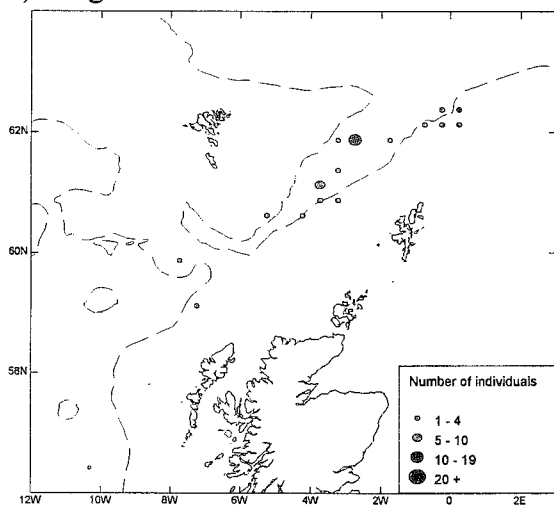 62N
60N
58N
12W 10W 8W 6W 4W 2W 0 2E
Number of individuals
1 - 4
5 - 10
10 - 19
20 +